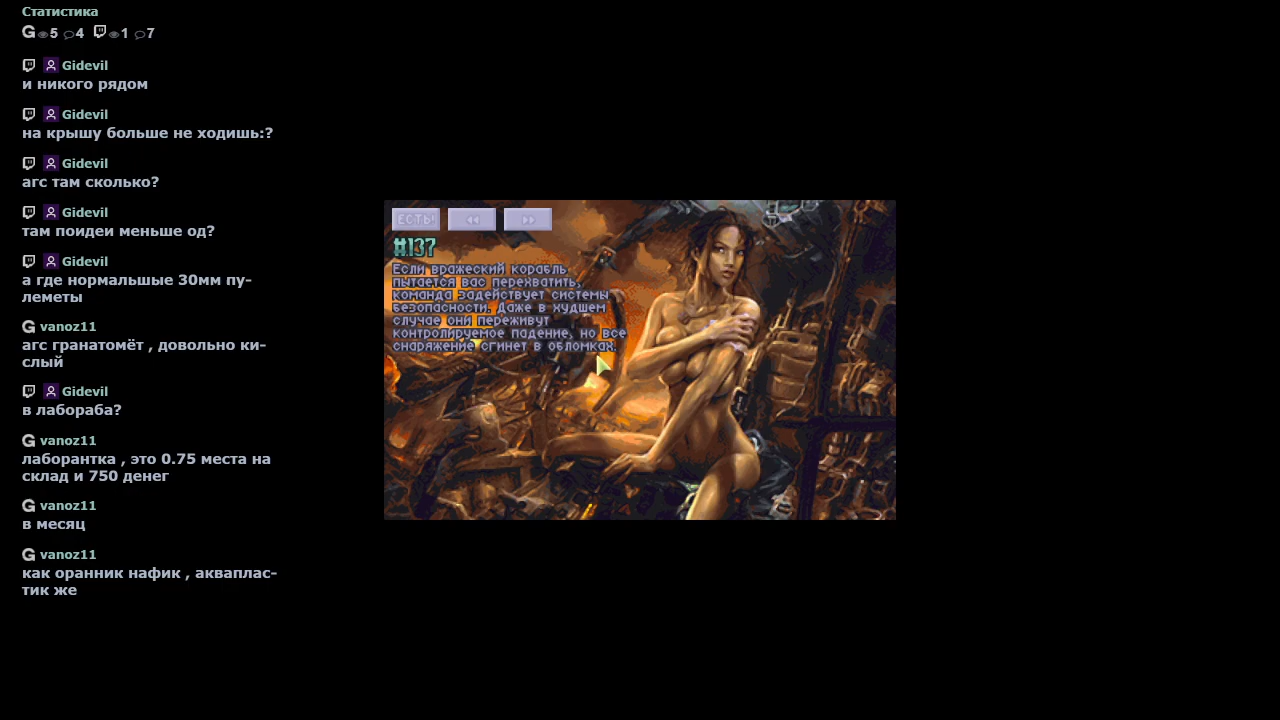 Статистика
5 4 1 7
Gidevil
и никого рядом
Gidevil
на крышу больше не ходишь:?
Gidevil
агс там сколько?
Gidevil
там поидеи меньше од?
Gidevil
а где нормальшые 30мм пу-
леметы
vanoz11
агс гранатомёт , довольно ки-
слый
Gidevil
в лабораба?
vanoz11
лаборантка , это 0.75 места на
склад и 750 денег
vanoz11
в месяц
vanoz11
как оранник нафик , акваплас-
тик же
ЕСТЬ!
#137
Если вражеский корабль
пытается вас перехватить,
команда задействует системы
безопасности. Даже в худшем
случае они переживут
контролируемое падение, но все
снаряжение сгинет в обломках.